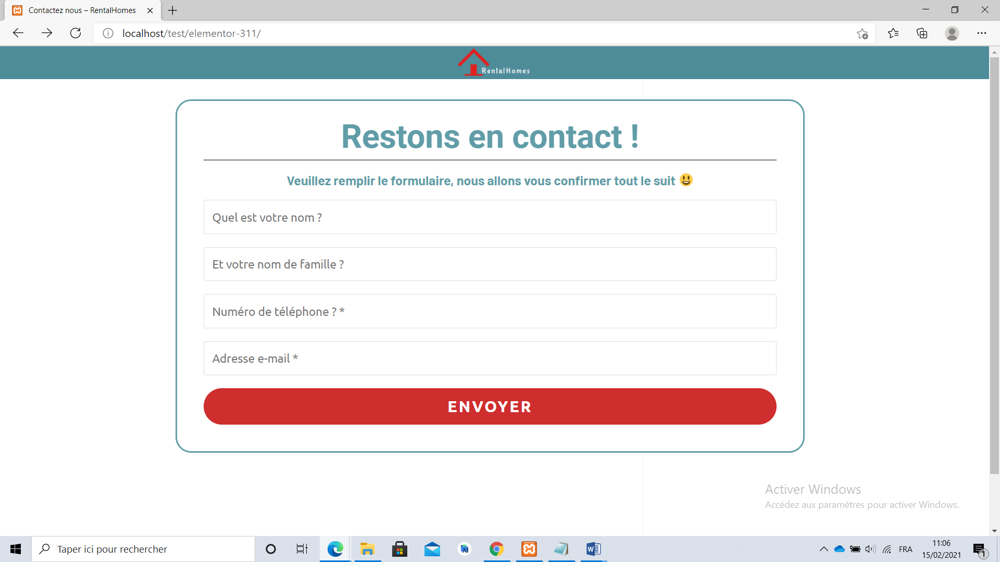 Contactez nous – RentalHomes
localhost/test/elementor-311/
RentalHomes
Restons en contact !
Veuillez remplir le formulaire, nous allons vous confirmer tout le suit 😃
Quel est votre nom ?
Et votre nom de famille ?
Numéro de téléphone ? *
Adresse e-mail *
ENVOYER
Activer Windows
Accédez aux paramètres pour activer Windows.
Taper ici pour rechercher
FRA
11:06
15/02/2021
1